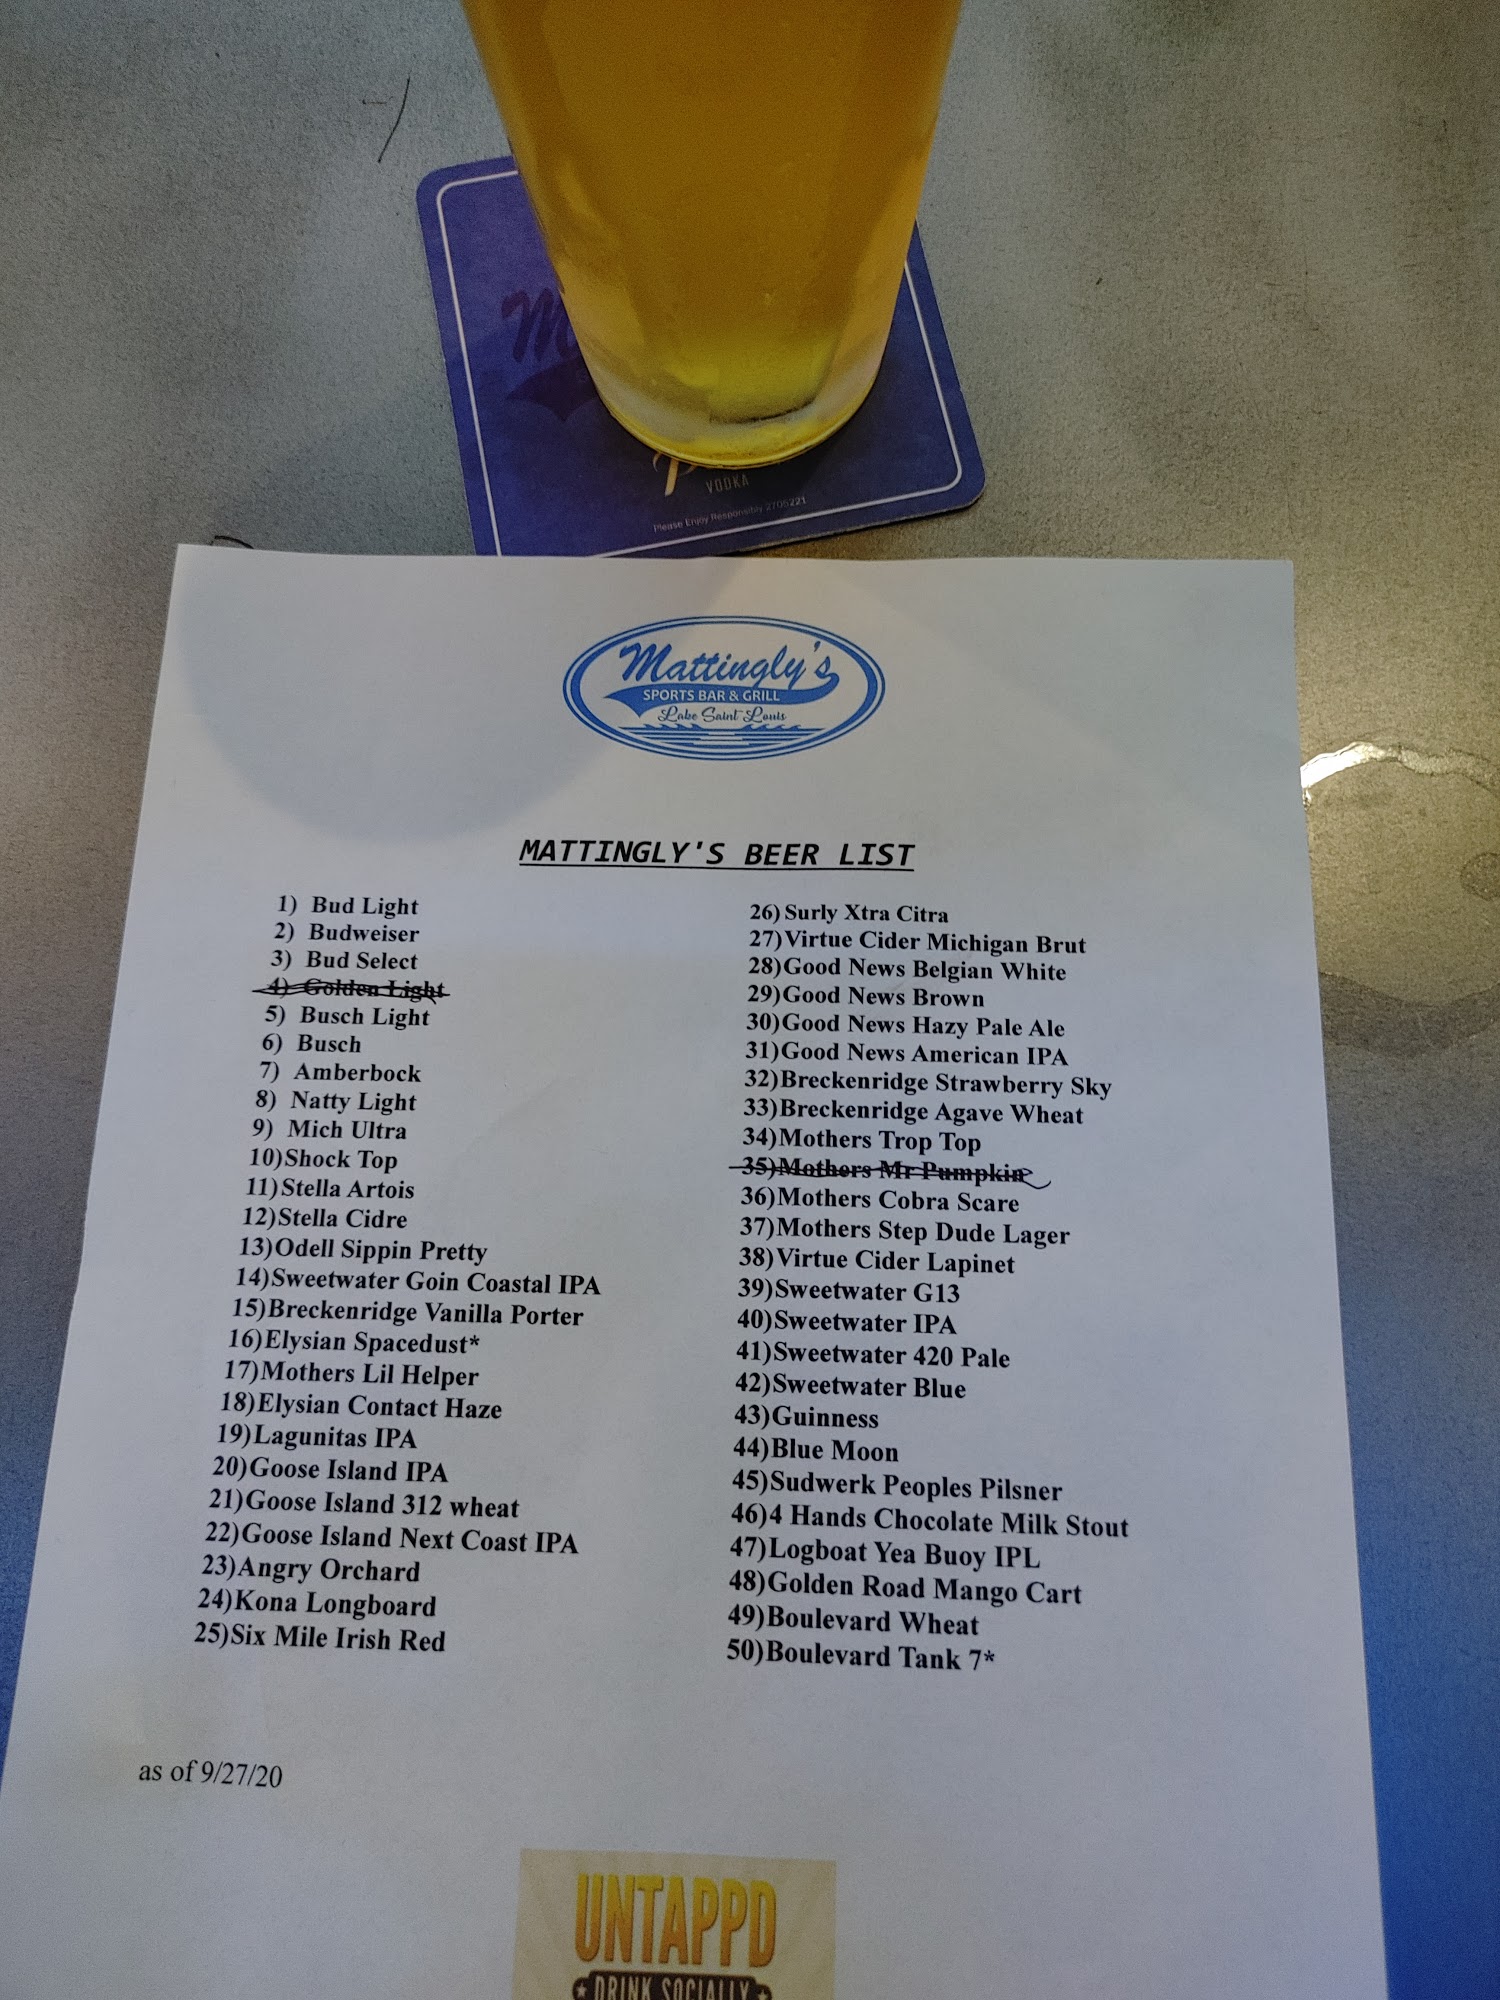 VODKA
Please Enjoy Responsibly 2705221
Mattingly's
SPORTS BAR & GRILL
Lake Saint Louis
MATTINGLY'S BEER LIST
1) Bud Light
2) Budweiser
3) Bud Select
4) Golden Light
5) Busch Light
6) Busch
7) Amberbock
8) Natty Light
9) Mich Ultra
10)Shock Top
11)Stella Artois
12)Stella Cidre
13)Odell Sippin Pretty
14)Sweetwater Goin Coastal IPA
15)Breckenridge Vanilla Porter
16)Elysian Spacedust*
17)Mothers Lil Helper
18)Elysian Contact Haze
19)Lagunitas IPA
20)Goose Island IPA
21)Goose Island 312 wheat
22)Goose Island Next Coast IPA
23)Angry Orchard
24)Kona Longboard
25)Six Mile Irish Red
26)Surly Xtra Citra
27)Virtue Cider Michigan Brut
28)Good News Belgian White
29)Good News Brown
30)Good News Hazy Pale Ale
31)Good News American IPA
32)Breckenridge Strawberry Sky
33)Breckenridge Agave Wheat
34)Mothers Trop Top
35)Mothers Mr Pumpkin
36)Mothers Cobra Scare
37)Mothers Step Dude Lager
38)Virtue Cider Lapinet
39)Sweetwater G13
40)Sweetwater IPA
41)Sweetwater 420 Pale
42)Sweetwater Blue
43)Guinness
44)Blue Moon
45)Sudwerk Peoples Pilsner
46)4 Hands Chocolate Milk Stout
47)Logboat Yea Buoy IPL
48)Golden Road Mango Cart
49)Boulevard Wheat
50)Boulevard Tank 7*
as of 9/27/20
UNTAPPD
DRINK SOCIALLY